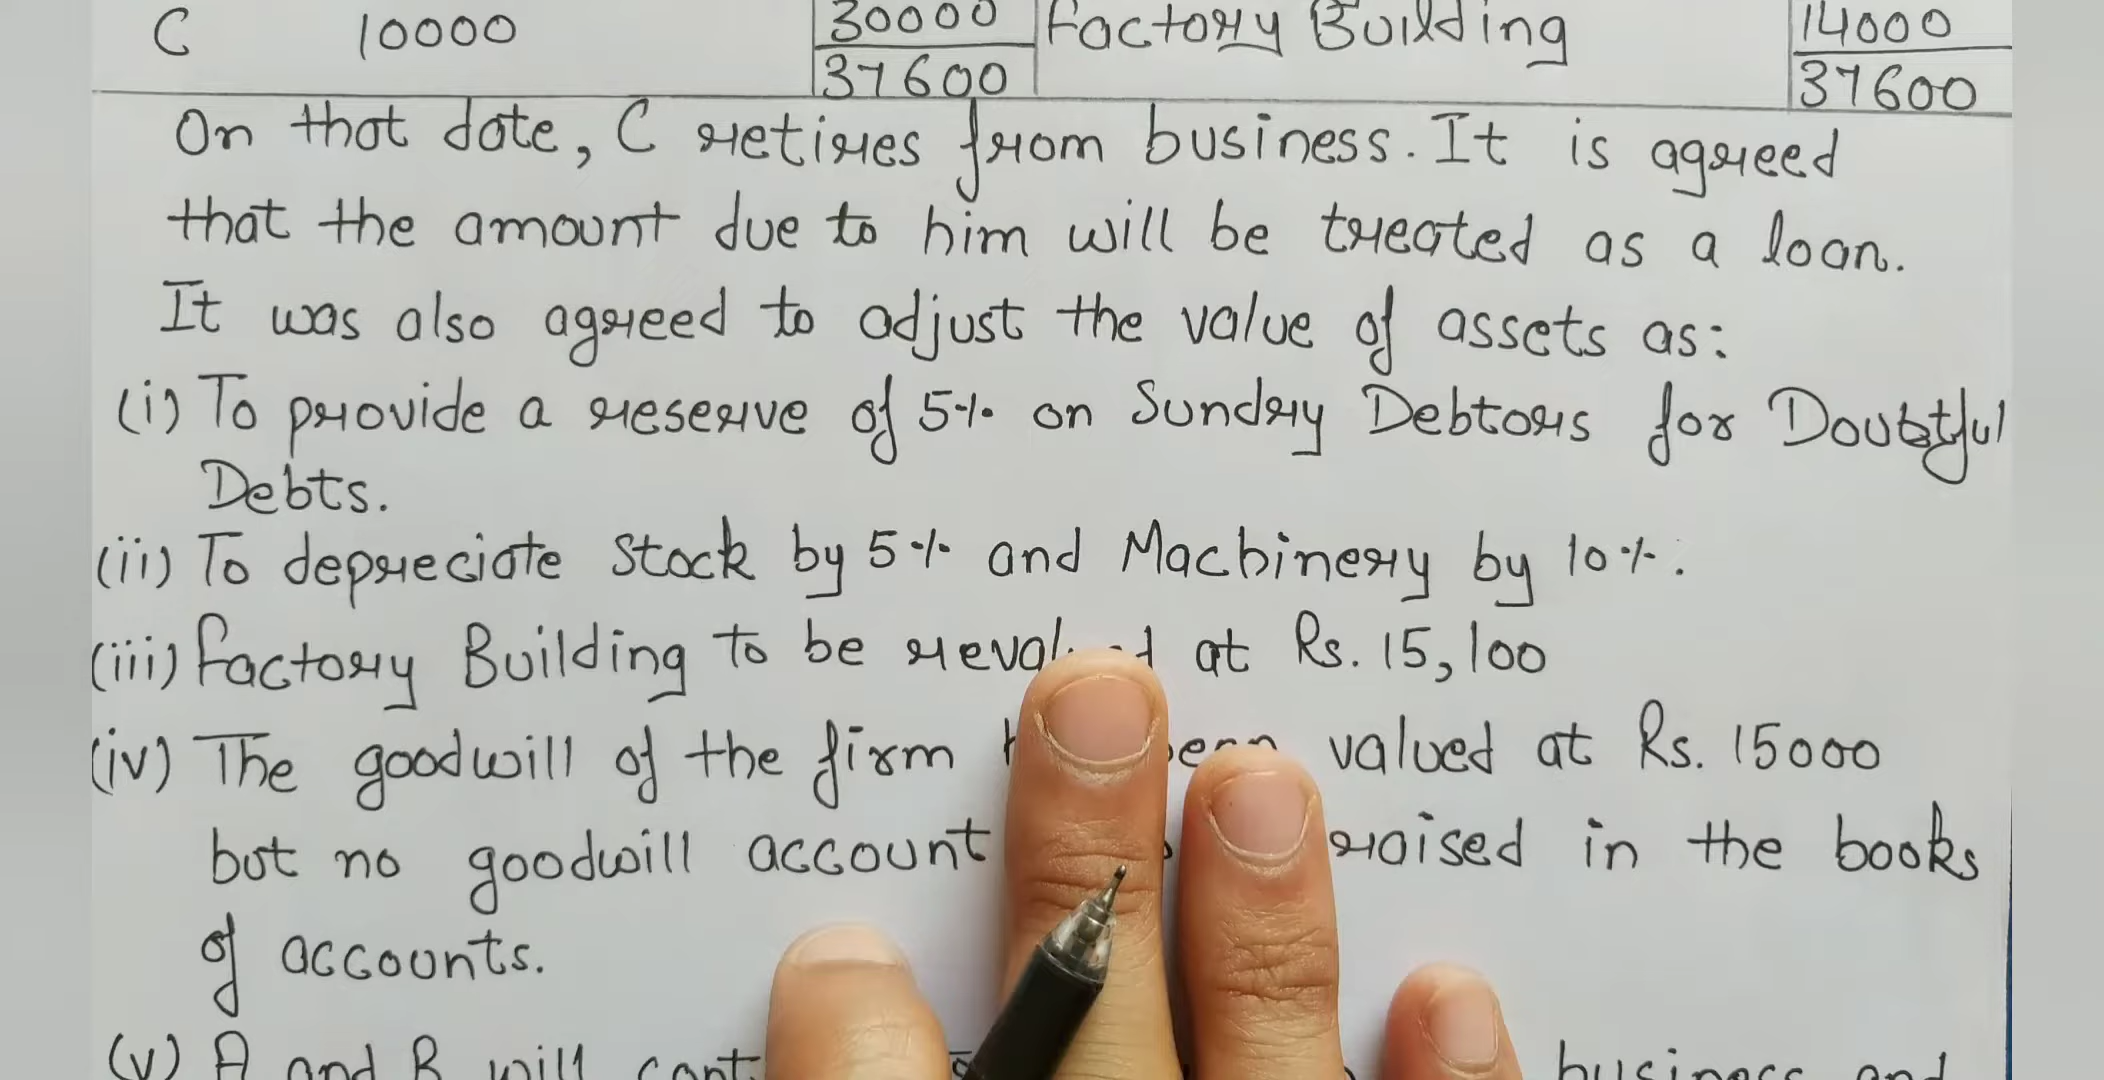 C 10000 30000 Factory Building 14000
37600 37600
On that date, C retires from business. It is agreed
that the amount due to him will be treated as a loan.
It was also agreed to adjust the value of assets as:
(i) To provide a reserve of 5% on Sundry Debtors for Doubtful
Debts.
(ii) To depreciate Stock by 5% and Machinery by 10%.
(iii) Factory Building to be at Rs. 15,100
(iv) The goodwill of the firm valued at Rs. 15000
but no goodwill account raised in the books
of accounts.
(v) A and B will business and